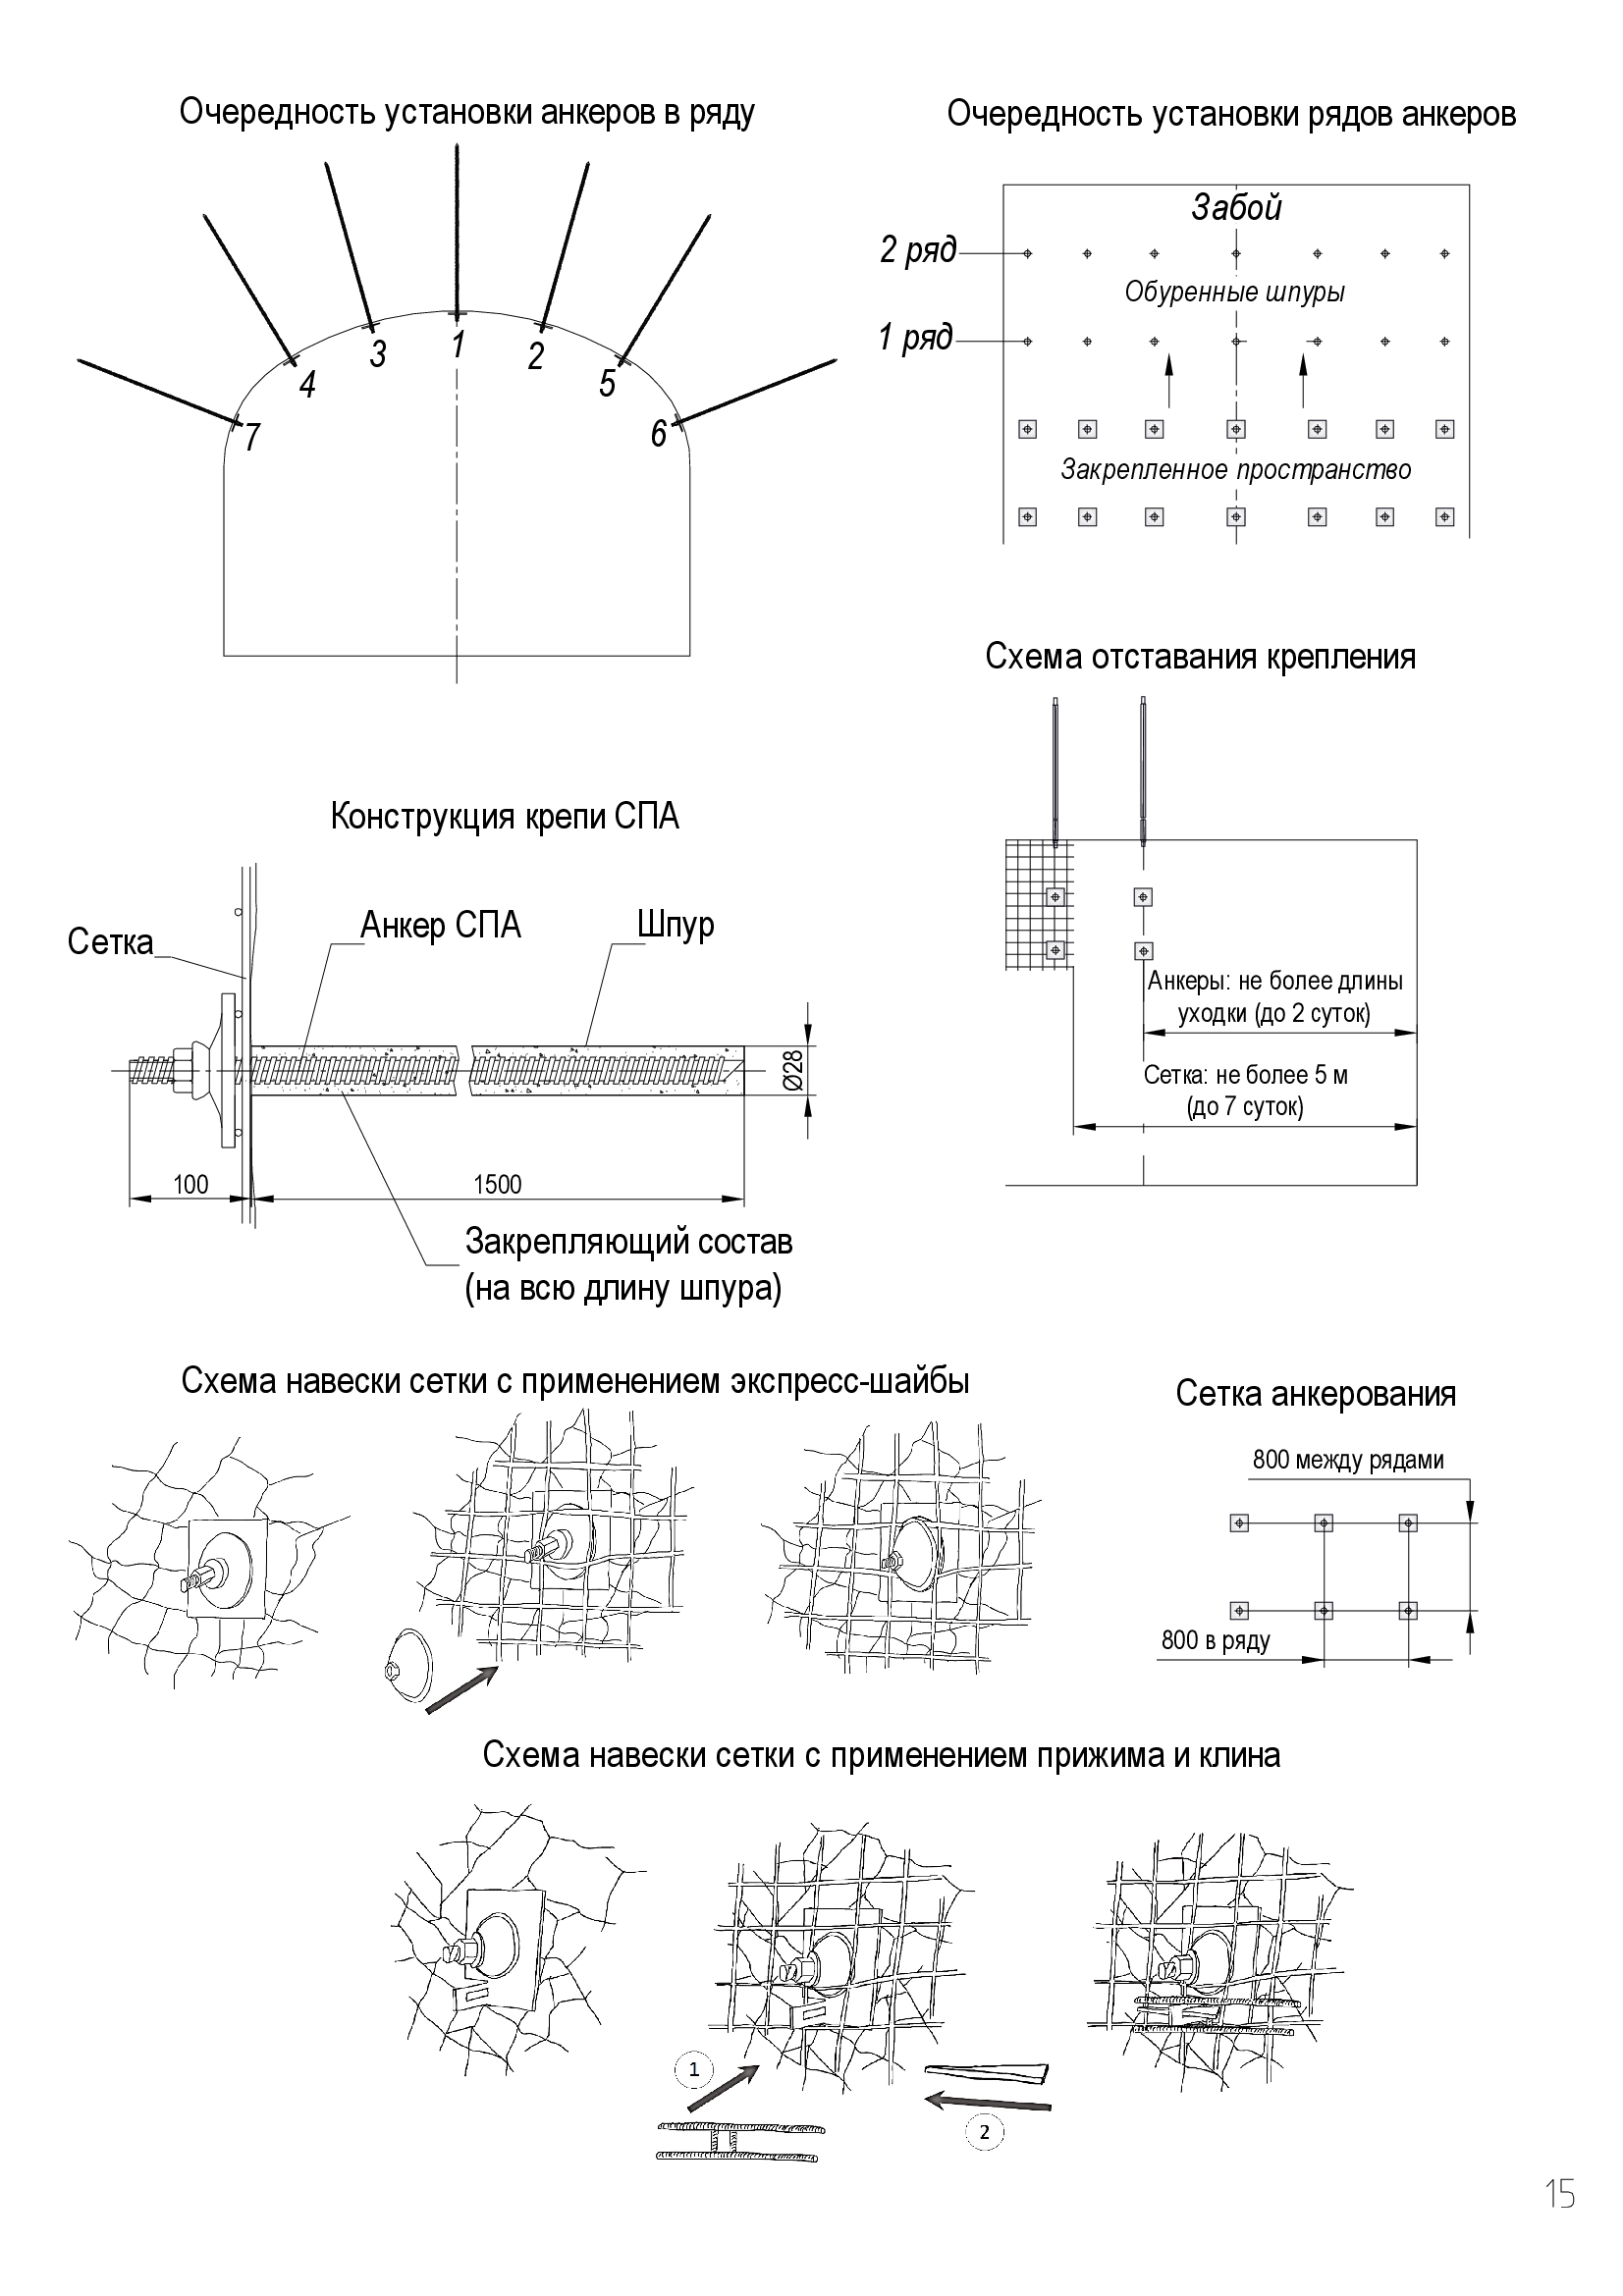 Очередность установки анкеров в ряду
1
2
3
4
5
6
7
Очередность установки рядов анкеров
Забой
2 ряд
Обуренные шпуры
1 ряд
Закрепленное пространство
Схема отставания крепления
Анкеры: не более длины
уходки (до 2 суток)
Сетка: не более 5 м
(до 7 суток)
Конструкция крепи СПА
Сетка
Анкер СПА
Шпур
Ø28
100
1500
Закрепляющий состав
(на всю длину шпура)
Схема навески сетки с применением экспресс-шайбы
Сетка анкерования
800 между рядами
800 в ряду
Схема навески сетки с применением прижима и клина
1
2
15